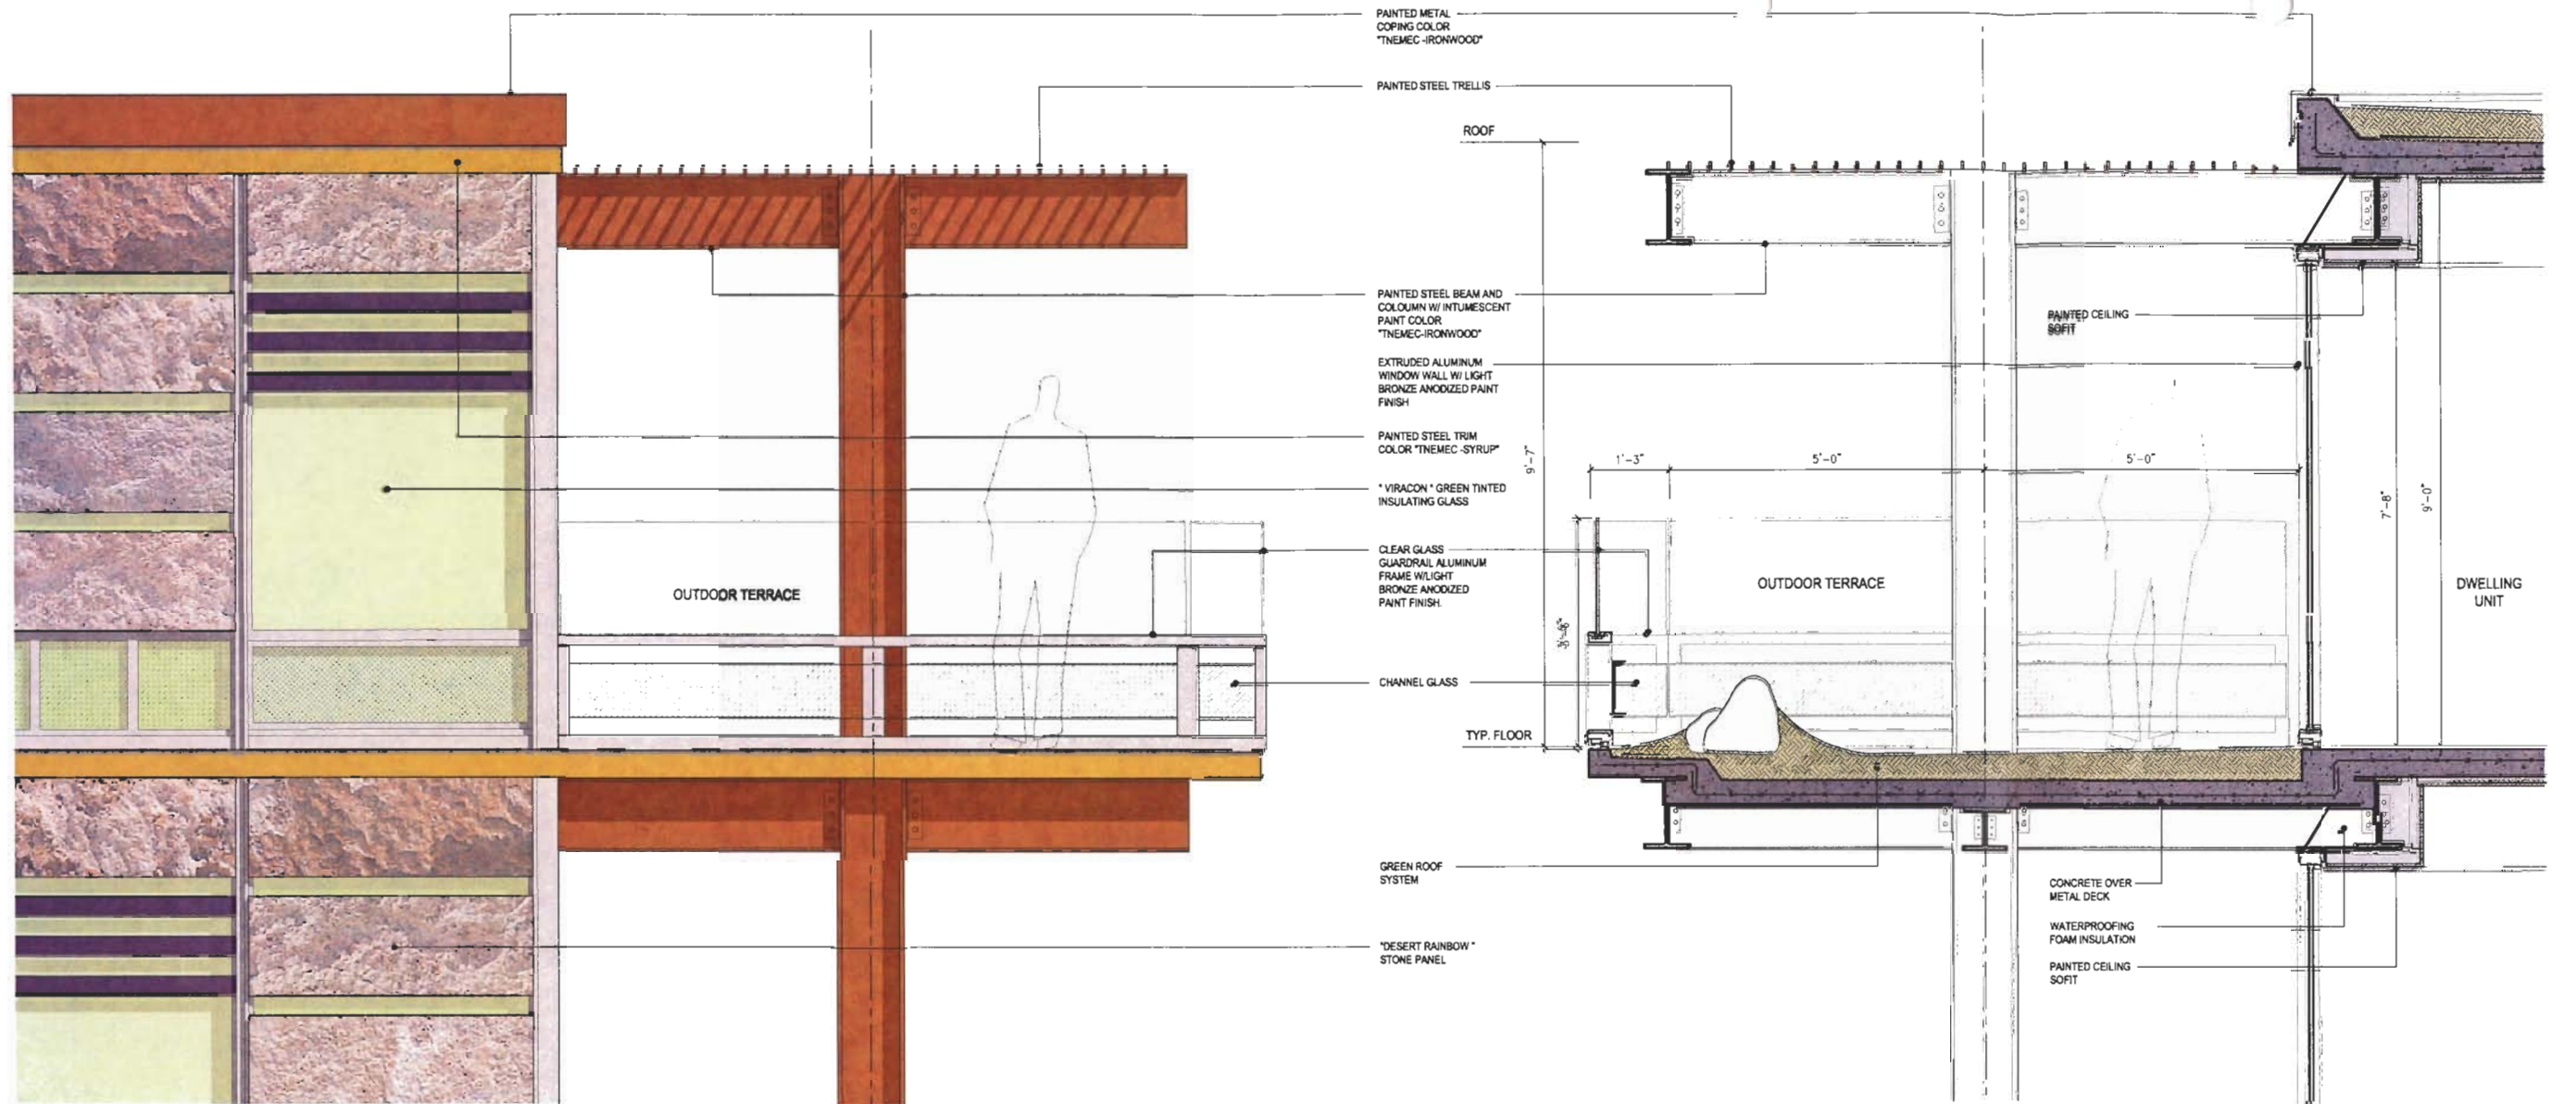 PAINTED METAL
COPING COLOR
"TNEMEC -IRONWOOD"
PAINTED STEEL TRELLIS
ROOF
PAINTED STEEL BEAM AND
COLOUMN W/ INTUMESCENT
PAINT COLOR
"TNEMEC-IRONWOOD"
PAINTED CEILING
SOFIT
EXTRUDED ALUMINUM
WINDOW WALL W/ LIGHT
BRONZE ANODIZED PAINT
FINISH
PAINTED STEEL TRIM
COLOR "TNEMEC -SYRUP"
9'-7"
1'-3"
5'-0"
5'-0"
" VIRACON " GREEN TINTED
INSULATING GLASS
7'-8"
9'-0"
CLEAR GLASS
GUARDRAIL ALUMINUM
FRAME W/LIGHT
BRONZE ANODIZED
PAINT FINISH.
OUTDOOR TERRACE
OUTDOOR TERRACE
DWELLING
UNIT
CHANNEL GLASS
TYP. FLOOR
GREEN ROOF
SYSTEM
CONCRETE OVER
METAL DECK
WATERPROOFING
FOAM INSULATION
"DESERT RAINBOW "
STONE PANEL
PAINTED CEILING
SOFIT